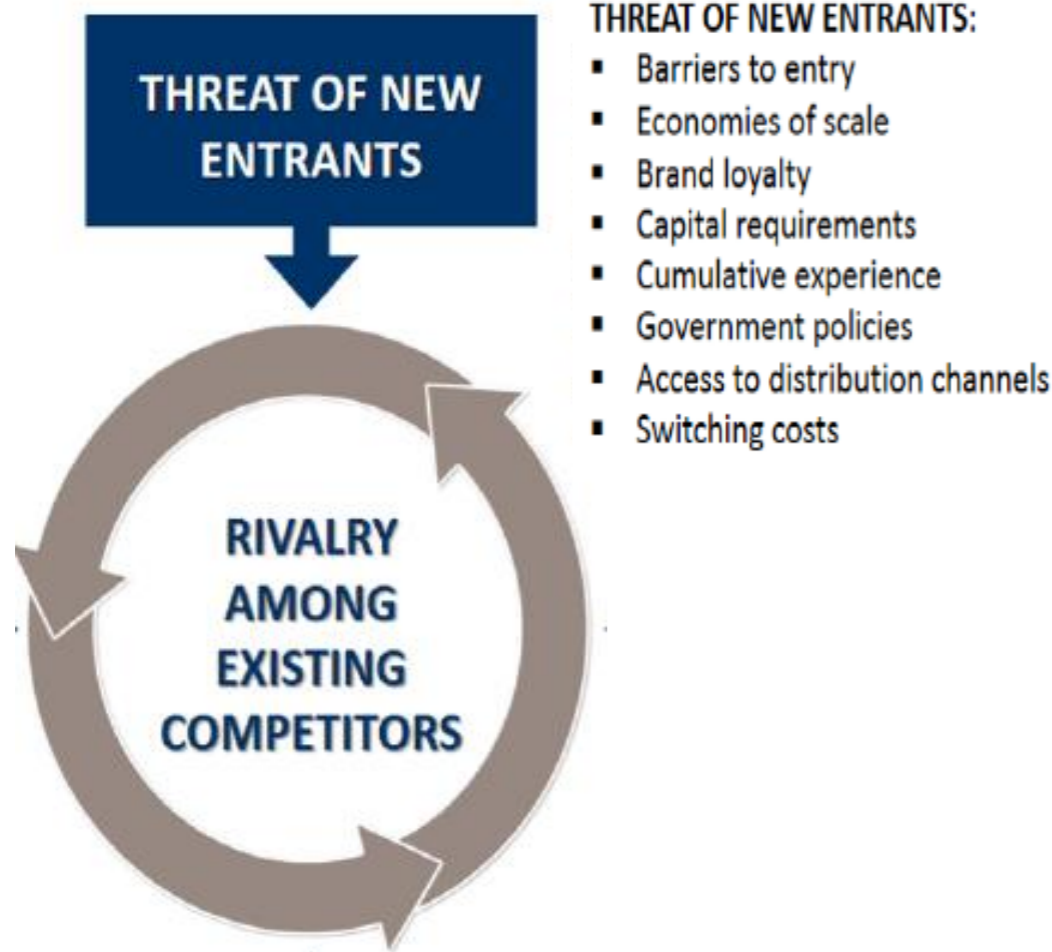 THREAT OF NEW
ENTRANTS
RIVALRY
AMONG
EXISTING
COMPETITORS
THREAT OF NEW ENTRANTS:
▪ Barriers to entry
▪ Economies of scale
▪ Brand loyalty
▪ Capital requirements
▪ Cumulative experience
▪ Government policies
▪ Access to distribution channels
▪ Switching costs